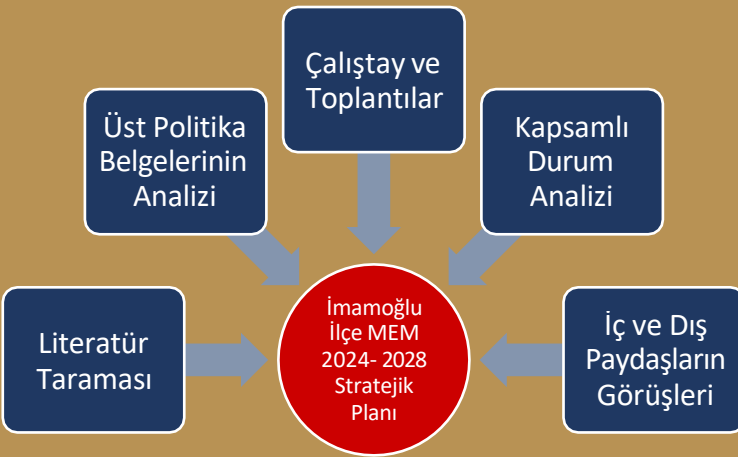 Çalıştay ve
Toplantılar
Üst Politika
Belgelerinin
Analizi
Kapsamlı
Durum
Analizi
Literatür
Taraması
İmamoğlu
İlçe MEM
2024- 2028
Stratejik
Planı
İç ve Dış
Paydaşların
Görüşleri